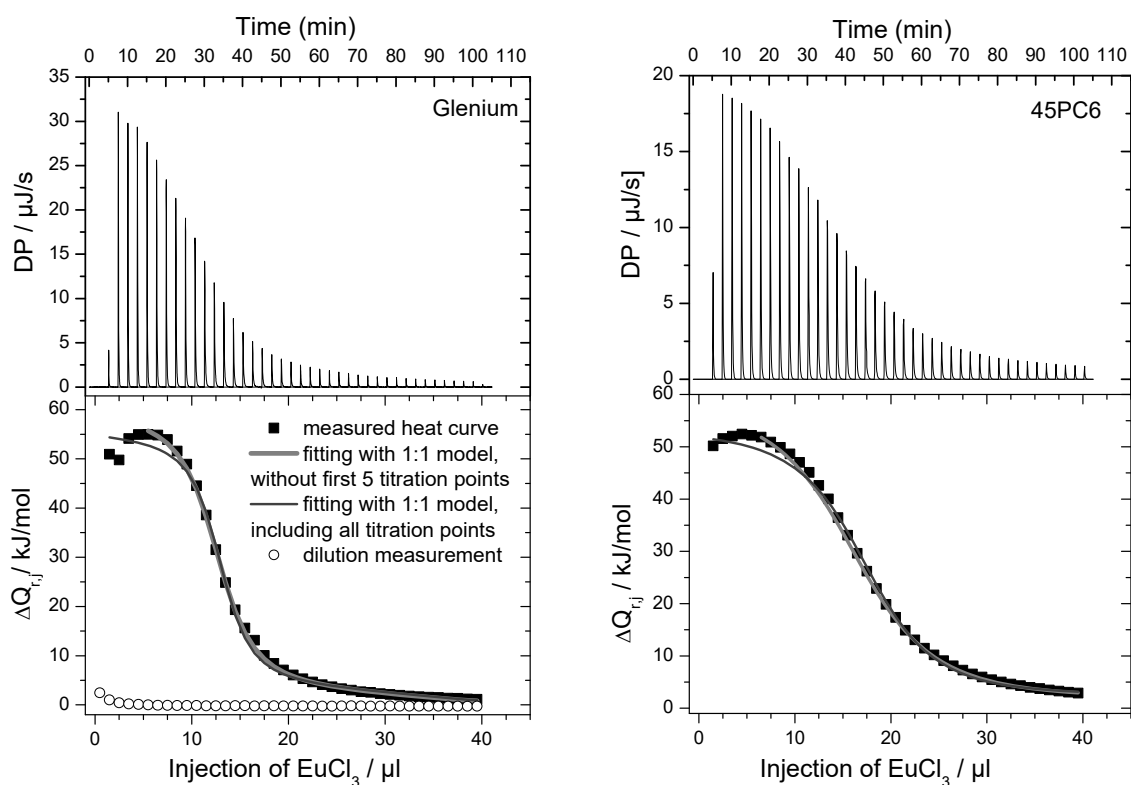 Time (min)
0 10 20 30 40 50 60 70 80 90 100 110
35
30
25
20
15
10
5
0
DP / µJ/s
Glenium
60
50
40
30
20
10
0
ΔQr,j/ kJ/mol
measured heat curve
fitting with 1:1 model,
without first 5 titration points
fitting with 1:1 model,
including all titration points
dilution measurement
0 10 20 30 40
Injection of EuCl3 / µl
Time (min)
0 10 20 30 40 50 60 70 80 90 100 110
20
15
10
5
0
DP / µJ/s]
45PC6
60
50
40
30
20
10
0
ΔQr,j / kJ/mol
0 10 20 30 40
Injection of EuCl3 / µl